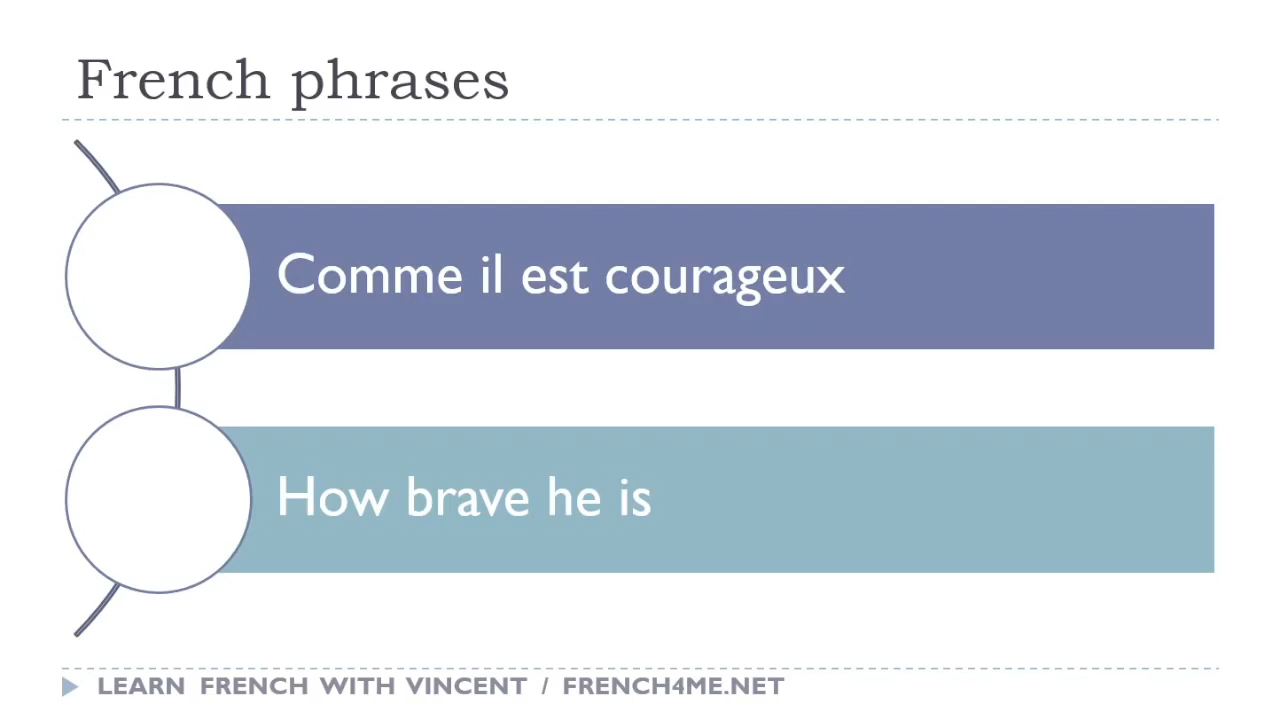 French phrases
Comme il est courageux
How brave he is
LEARN FRENCH WITH VINCENT / FRENCH4ME.NET